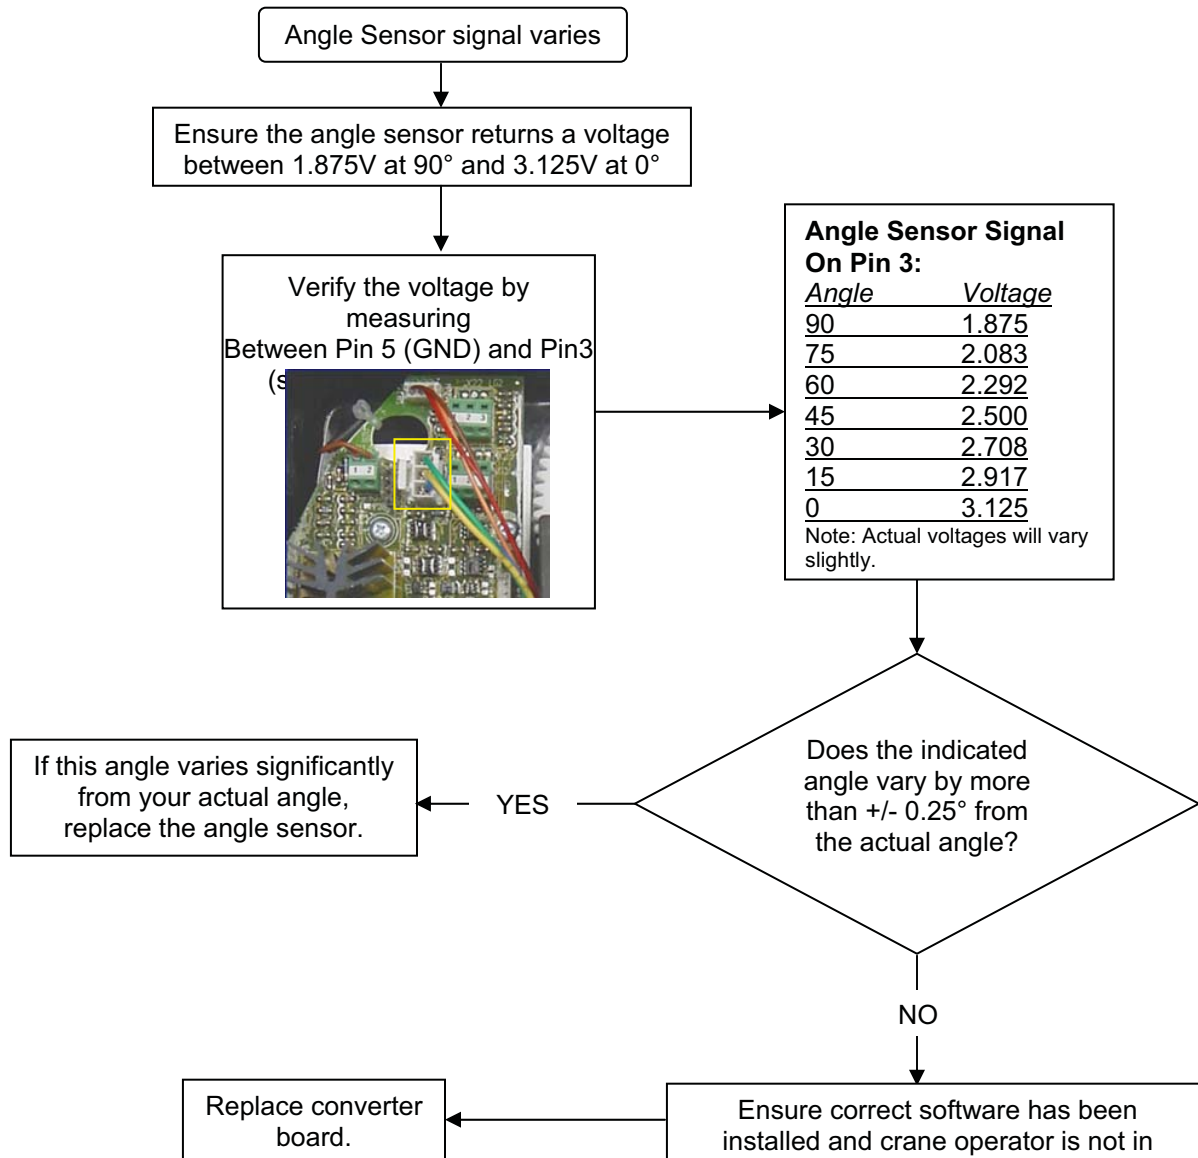 Angle Sensor signal varies
Ensure the angle sensor returns a voltage
between 1.875V at 90° and 3.125V at 0°
Verify the voltage by
measuring
Between Pin 5 (GND) and Pin3
Angle Sensor Signal
On Pin 3:
Angle Voltage
90 1.875
75 2.083
60 2.292
45 2.500
30 2.708
15 2.917
0 3.125
Note: Actual voltages will vary
slightly.
Does the indicated
angle vary by more
than +/- 0.25° from
the actual angle?
If this angle varies significantly
from your actual angle,
replace the angle sensor.
YES
NO
Replace converter
board.
Ensure correct software has been
installed and crane operator is not in